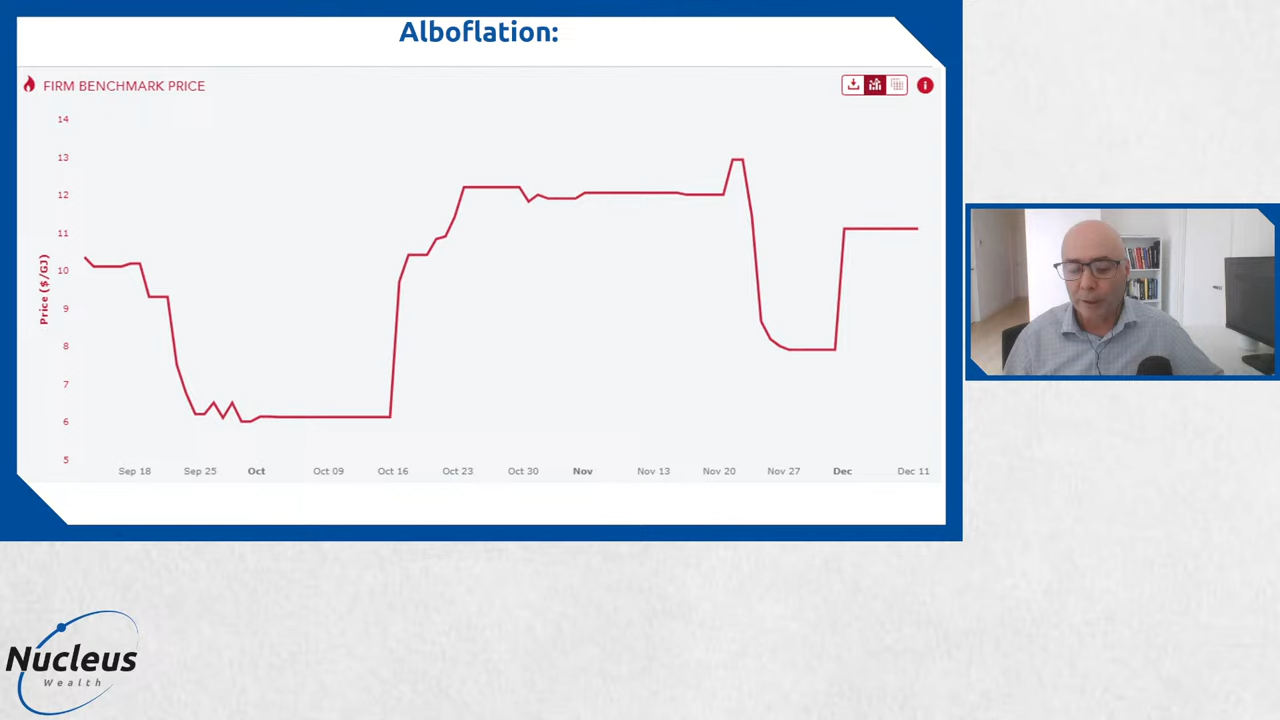 Alboflation:
FIRM BENCHMARK PRICE
i
14
13
12
11
10
9
8
7
6
5
Price ($/GJ)
Sep 18 Sep 25 Oct Oct 09 Oct 16 Oct 23 Oct 30 Nov Nov 13 Nov 20 Nov 27 Dec Dec 11
Nucleus
Wealth